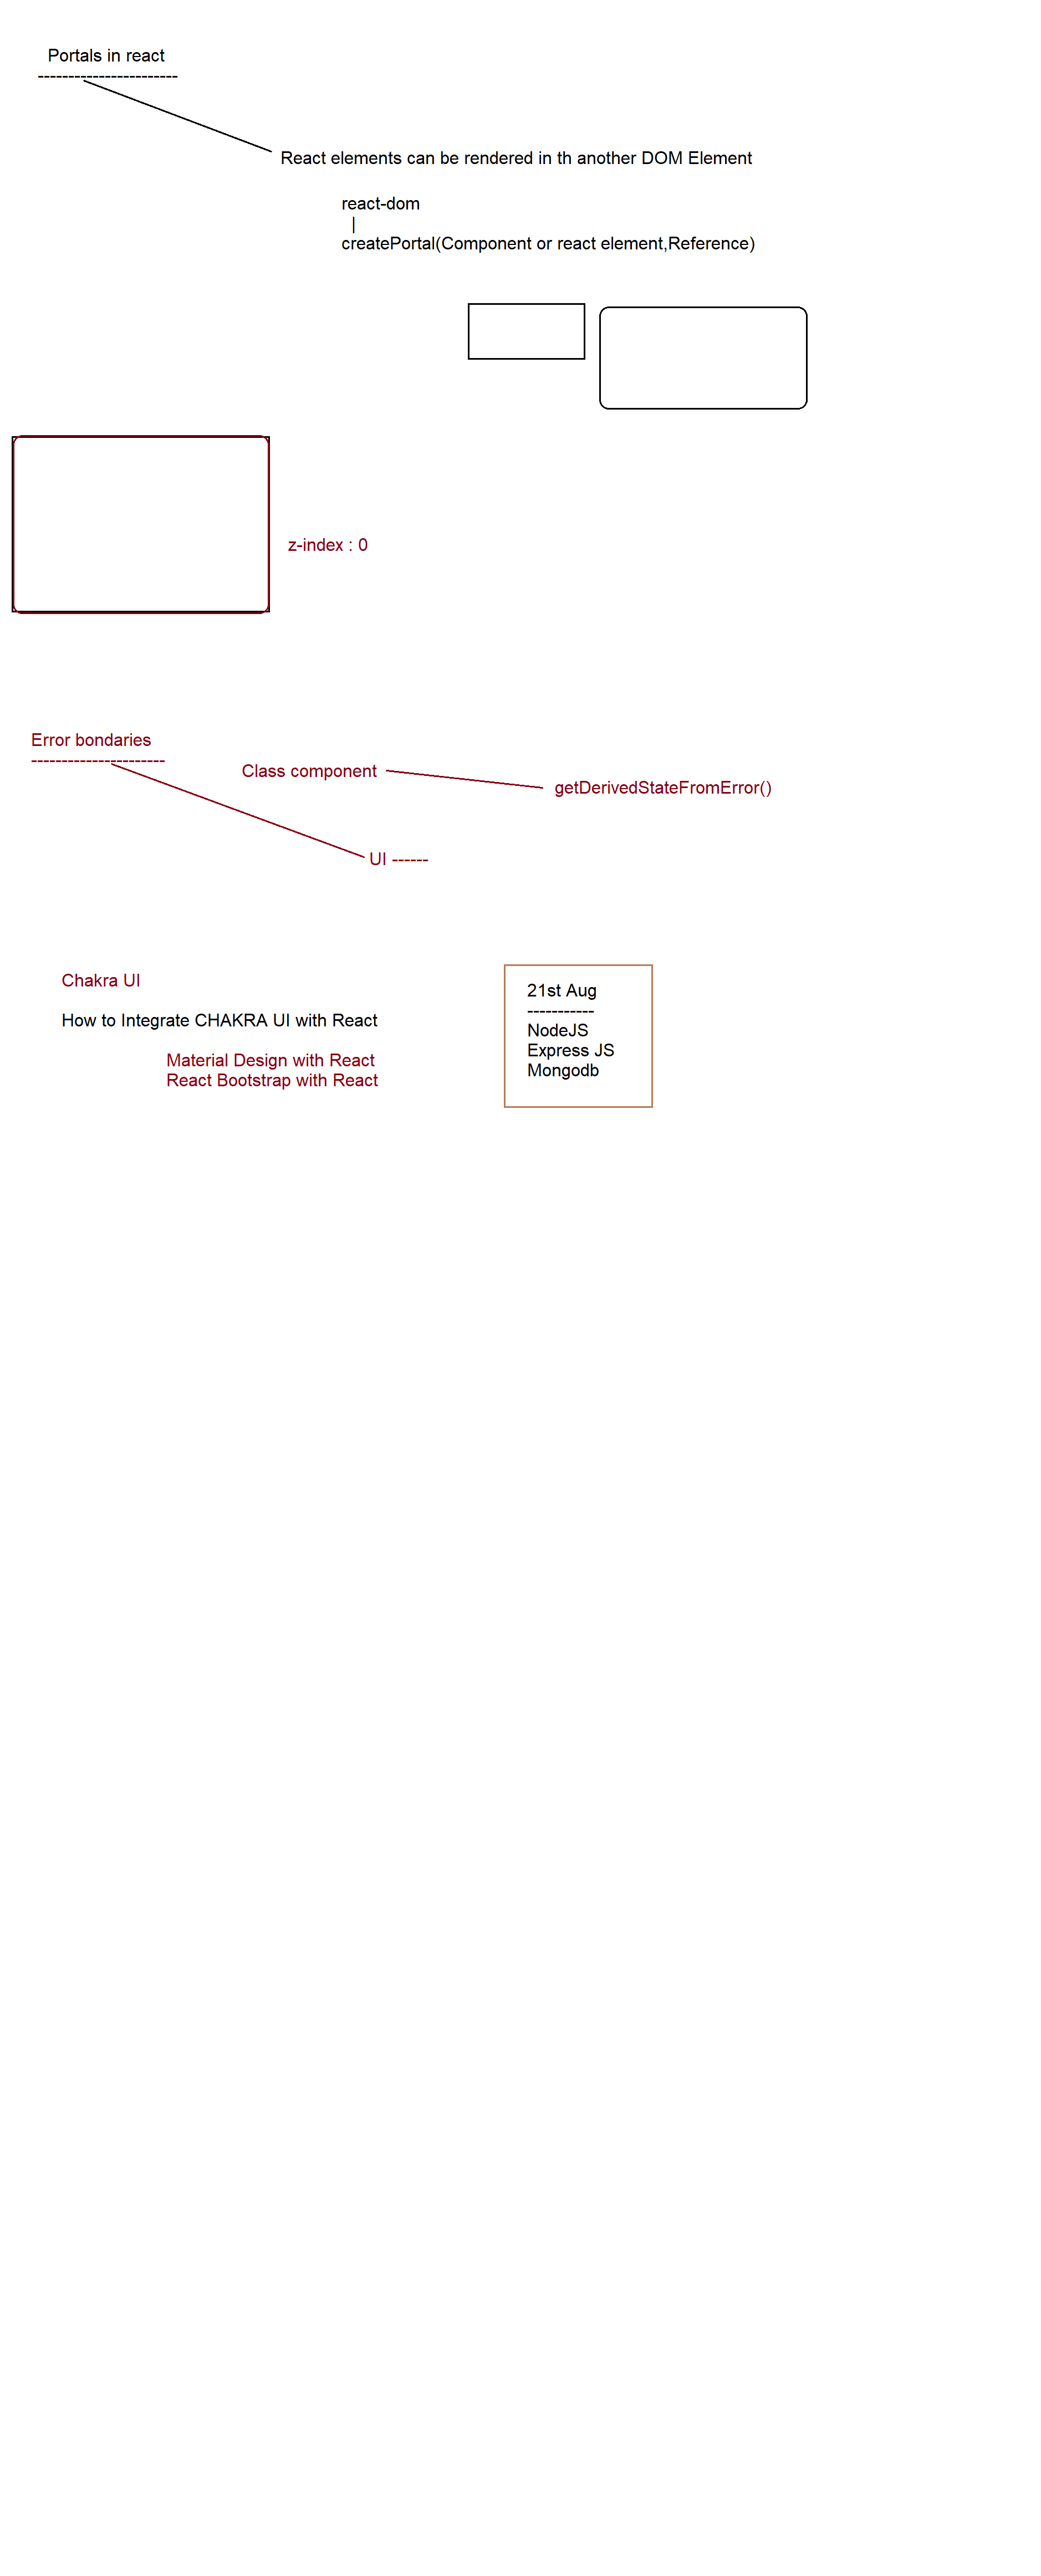 Portals in react
-----------------------
React elements can be rendered in th another DOM Element
react-dom
|
createPortal(Component or react element,Reference)
z-index : 0
Error bondaries
----------------------
Class component
getDerivedStateFromError()
UI ------
Chakra UI
How to Integrate CHAKRA UI with React
Material Design with React
React Bootstrap with React
21st Aug
-----------
NodeJS
Express JS
Mongodb